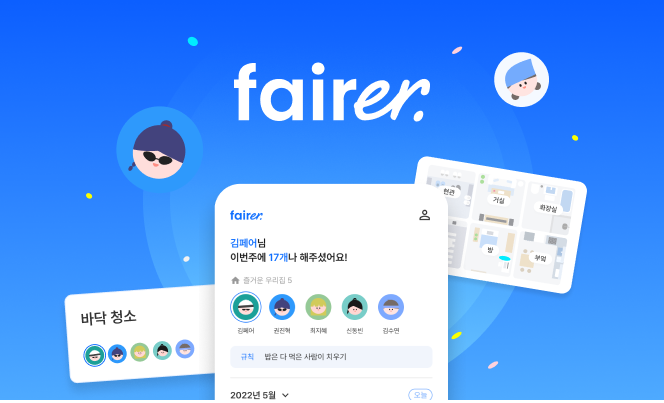 fairer.
현관
거실
화장실
방
부엌
fairer.
김페어님
이번주에 17개나 해주셨어요!
즐거운 우리집 5
김페어 권진혁 최지혜 신동빈 김수연
바닥 청소
규칙 밥은 다 먹은 사람이 치우기
2022년 5월 오늘